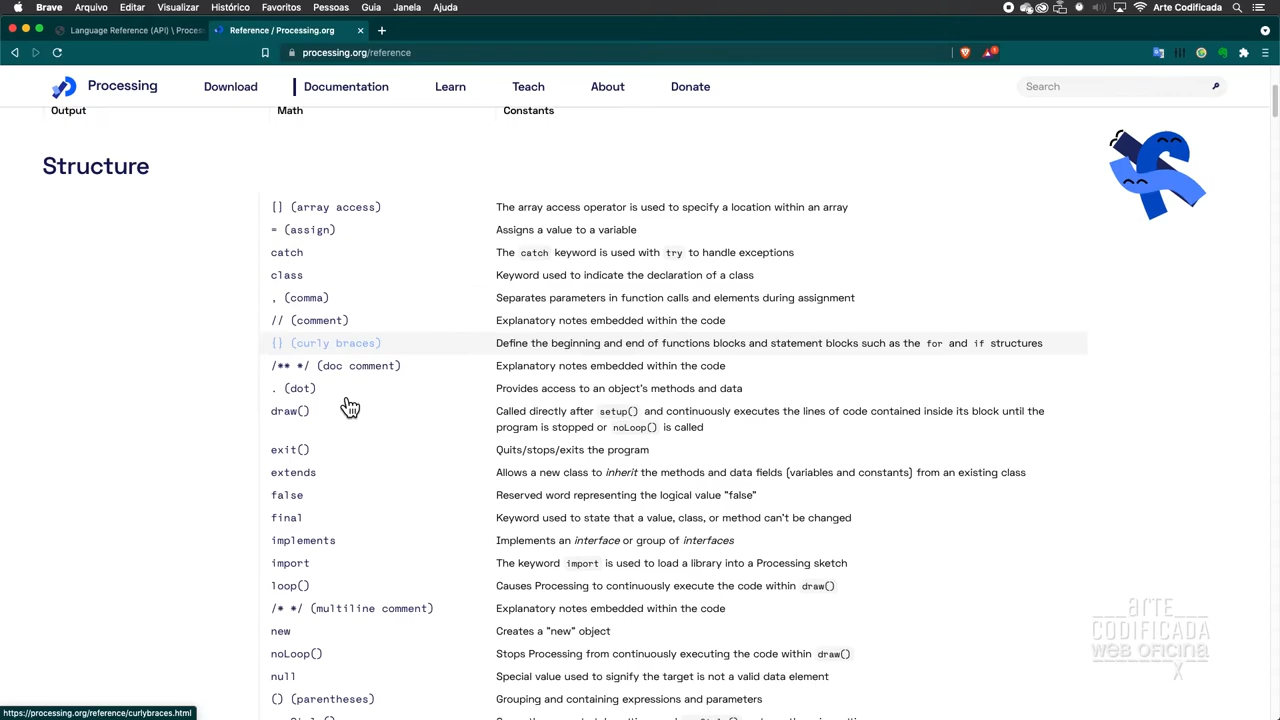 Brave Arquivo Editar Visualizar Histórico Favoritos Pessoas Guia Janela Ajuda Arte Codificada
Language Reference (API) \ Process
Reference / Processing.org
processing.org/reference
Processing Download Documentation Learn Teach About Donate Search
Output Math Constants
Structure
[] (array access) The array access operator is used to specify a location within an array
= (assign) Assigns a value to a variable
catch The catch keyword is used with try to handle exceptions
class Keyword used to indicate the declaration of a class
, (comma) Separates parameters in function calls and elements during assignment
// (comment) Explanatory notes embedded within the code
{} (curly braces) Define the beginning and end of functions blocks and statement blocks such as the for and if structures
/** */ (doc comment) Explanatory notes embedded within the code
. (dot) Provides access to an object's methods and data
draw() Called directly after setup() and continuously executes the lines of code contained inside its block until the
program is stopped or noLoop() is called
exit() Quits/stops/exits the program
extends Allows a new class to inherit the methods and data fields (variables and constants) from an existing class
false Reserved word representing the logical value "false"
final Keyword used to state that a value, class, or method can't be changed
implements Implements an interface or group of interfaces
import The keyword import is used to load a library into a Processing sketch
loop() Causes Processing to continuously execute the code within draw()
/* */ (multiline comment) Explanatory notes embedded within the code
new Creates a "new" object
noLoop() Stops Processing from continuously executing the code within draw()
null Special value used to signify the target is not a valid data element
() (parentheses) Grouping and containing expressions and parameters
https://processing.org/reference/curlybraces.html
arte
CODIFICADA
web oficina